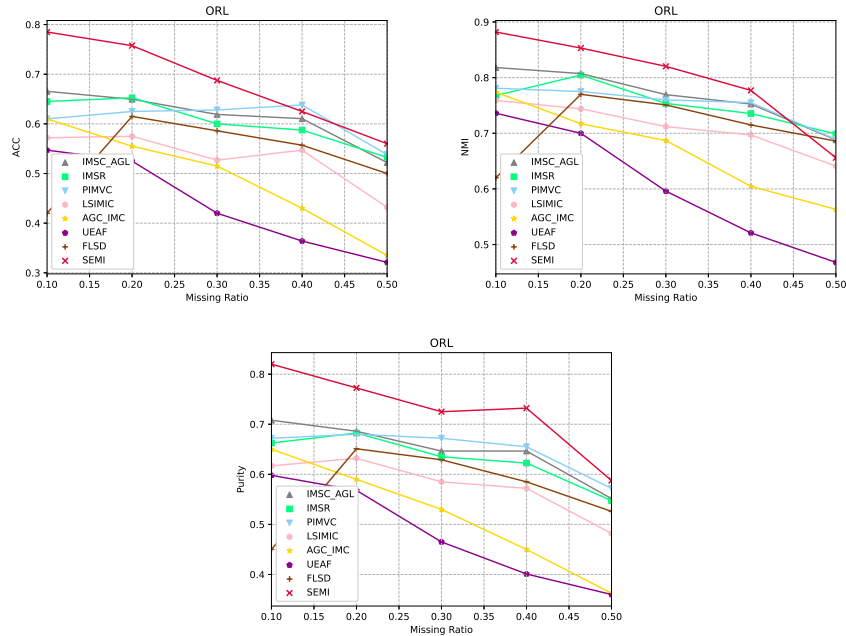 ORL
0.8
0.7
0.6
0.5
0.4
0.3
ACC
IMSC_AGL
IMSR
PIMVC
LSIMIC
AGC_IMC
UEAF
FLSD
SEMI
0.10 0.15 0.20 0.25 0.30 0.35 0.40 0.45 0.50
Missing Ratio
ORL
0.9
0.8
0.7
0.6
0.5
NMI
IMSC_AGL
IMSR
PIMVC
LSIMIC
AGC_IMC
UEAF
FLSD
SEMI
0.10 0.15 0.20 0.25 0.30 0.35 0.40 0.45 0.50
Missing Ratio
ORL
0.8
0.7
0.6
0.5
0.4
Purity
IMSC_AGL
IMSR
PIMVC
LSIMIC
AGC_IMC
UEAF
FLSD
SEMI
0.10 0.15 0.20 0.25 0.30 0.35 0.40 0.45 0.50
Missing Ratio